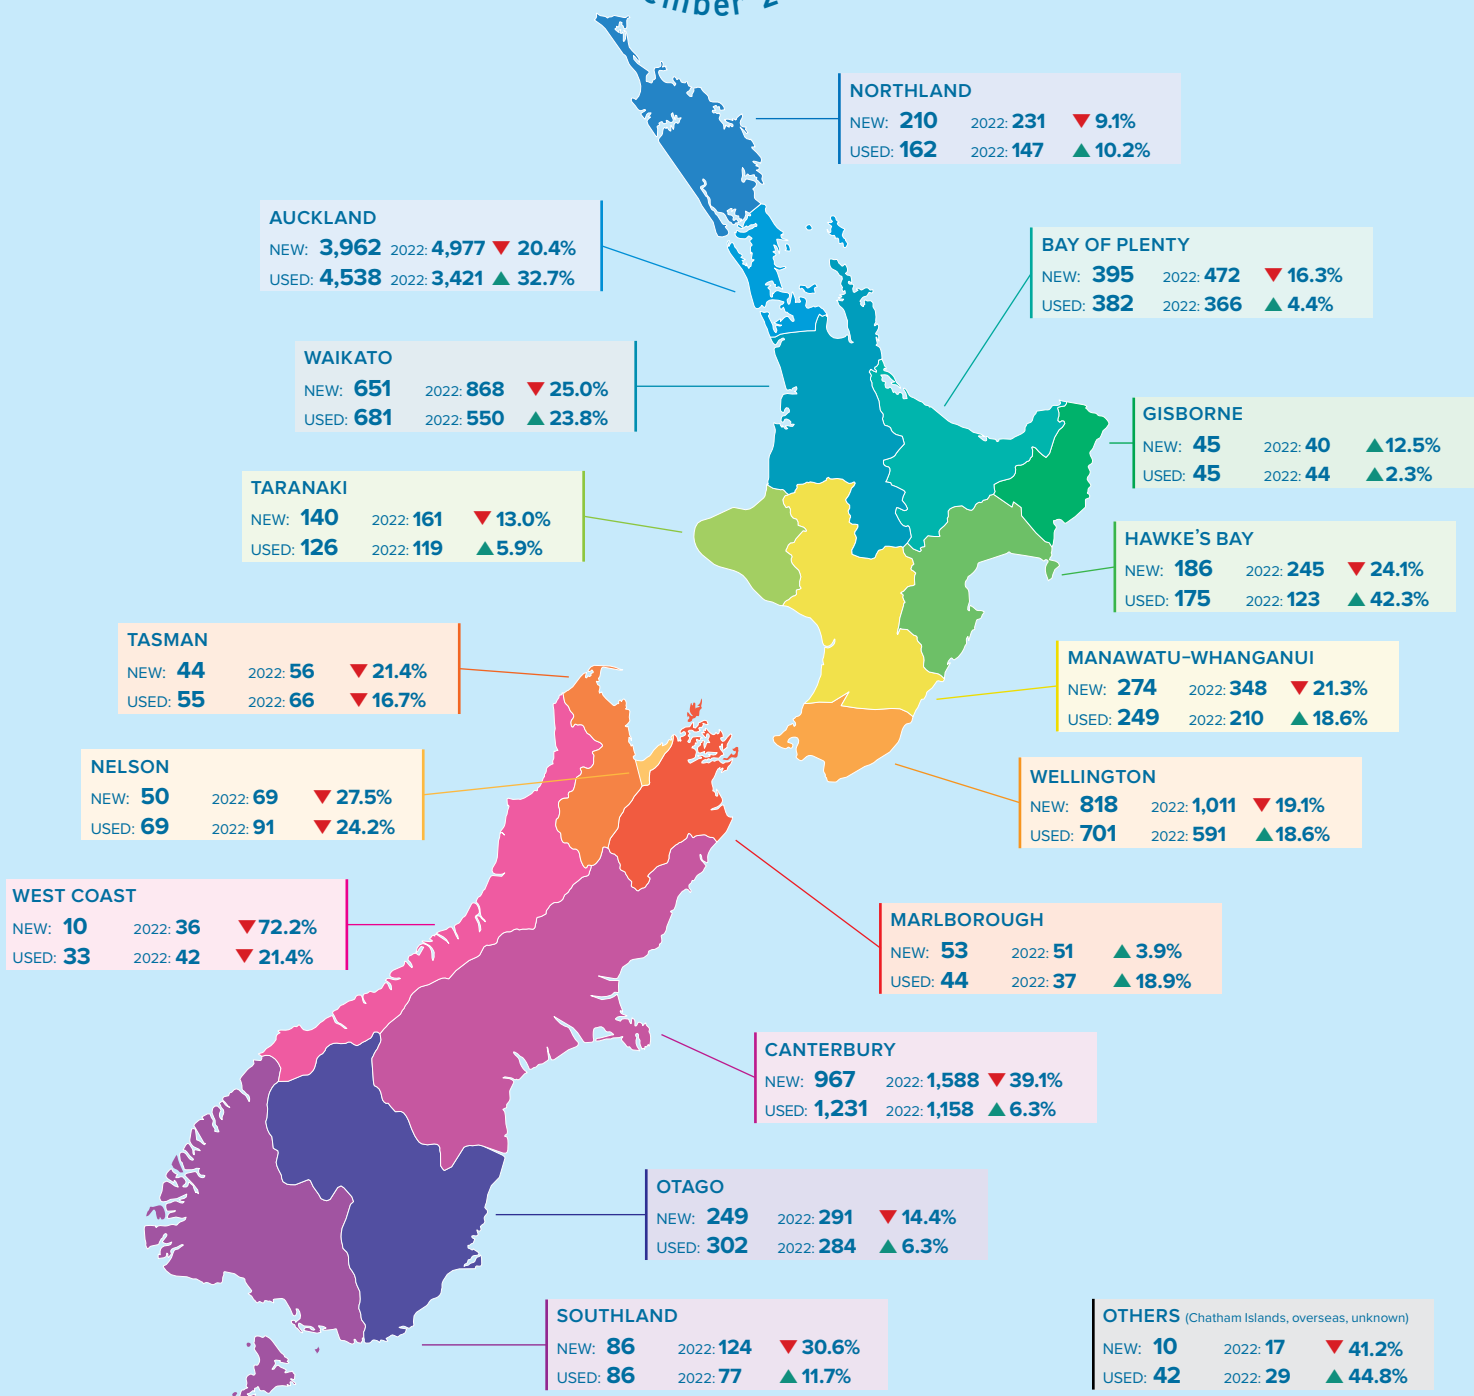 NORTHLAND
NEW: 210 2022: 231 ▼ 9.1%
USED: 162 2022: 147 ▲ 10.2%
AUCKLAND
NEW: 3,962 2022: 4,977 ▼ 20.4%
USED: 4,538 2022: 3,421 ▲ 32.7%
BAY OF PLENTY
NEW: 395 2022: 472 ▼ 16.3%
USED: 382 2022: 366 ▲ 4.4%
WAIKATO
NEW: 651 2022: 868 ▼ 25.0%
USED: 681 2022: 550 ▲ 23.8%
GISBORNE
NEW: 45 2022: 40 ▲ 12.5%
USED: 45 2022: 44 ▲ 2.3%
TARANAKI
NEW: 140 2022: 161 ▼ 13.0%
USED: 126 2022: 119 ▲ 5.9%
HAWKE'S BAY
NEW: 186 2022: 245 ▼ 24.1%
USED: 175 2022: 123 ▲ 42.3%
TASMAN
NEW: 44 2022: 56 ▼ 21.4%
USED: 55 2022: 66 ▼ 16.7%
MANAWATU-WHANGANUI
NEW: 274 2022: 348 ▼ 21.3%
USED: 249 2022: 210 ▲ 18.6%
NELSON
NEW: 50 2022: 69 ▼ 27.5%
USED: 69 2022: 91 ▼ 24.2%
WELLINGTON
NEW: 818 2022: 1,011 ▼ 19.1%
USED: 701 2022: 591 ▲ 18.6%
WEST COAST
NEW: 10 2022: 36 ▼ 72.2%
USED: 33 2022: 42 ▼ 21.4%
MARLBOROUGH
NEW: 53 2022: 51 ▲ 3.9%
USED: 44 2022: 37 ▲ 18.9%
CANTERBURY
NEW: 967 2022: 1,588 ▼ 39.1%
USED: 1,231 2022: 1,158 ▲ 6.3%
OTAGO
NEW: 249 2022: 291 ▼ 14.4%
USED: 302 2022: 284 ▲ 6.3%
SOUTHLAND
NEW: 86 2022: 124 ▼ 30.6%
USED: 86 2022: 77 ▲ 11.7%
OTHERS (Chatham Islands, overseas, unknown)
NEW: 10 2022: 17 ▼ 41.2%
USED: 42 2022: 29 ▲ 44.8%